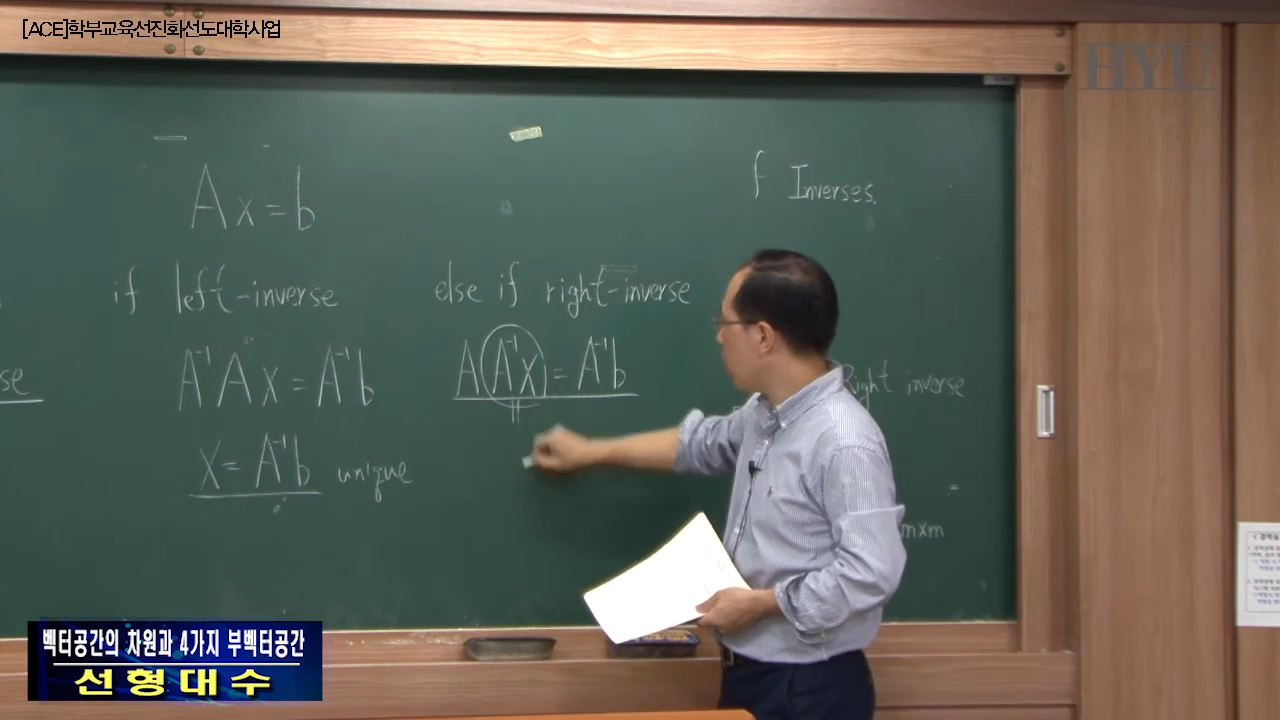 [ACE]학부교육선진화선도대학사업
HYU
Ax=b
f Inverses.
if left-inverse
else if right-inverse
A⁻¹Ax=A⁻¹b
A(A⁻¹x)=A⁻¹b
se
Right inverse
x=A⁻¹b unique
m×m
벡터공간의 차원과 4가지 부벡터공간
선형대수